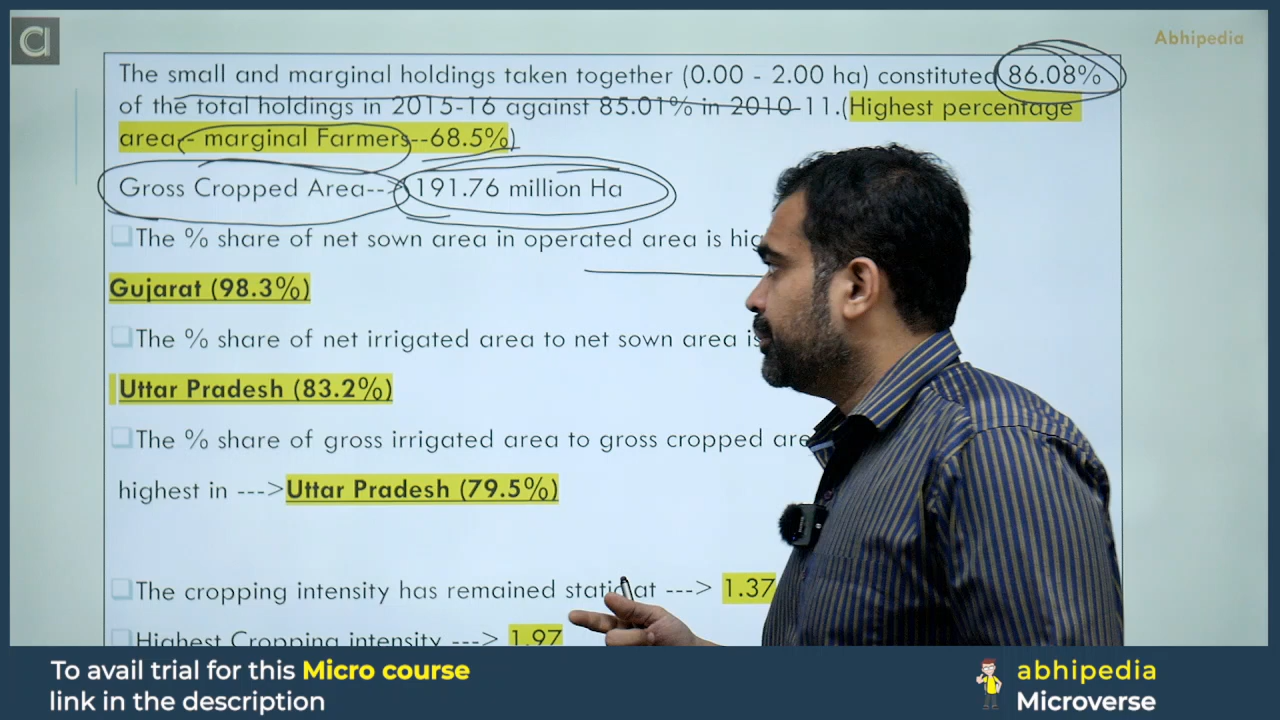 Abhipedia
The small and marginal holdings taken together (0.00 - 2.00 ha) constituted 86.08%
of the total holdings in 2015-16 against 85.01% in 2010-11.(Highest percentage
area-- marginal Farmers--68.5%)
Gross Cropped Area-->191.76 million Ha
The % share of net sown area in operated area is
Gujarat (98.3%)
The % share of net irrigated area to net sown area is
Uttar Pradesh (83.2%)
The % share of gross irrigated area to gross cropped
highest in --->Uttar Pradesh (79.5%)
The cropping intensity has remained static at ---> 1.37
Highest Cropping intensity ---> 1.97
To avail trial for this Micro course
link in the description
abhipedia
Microverse